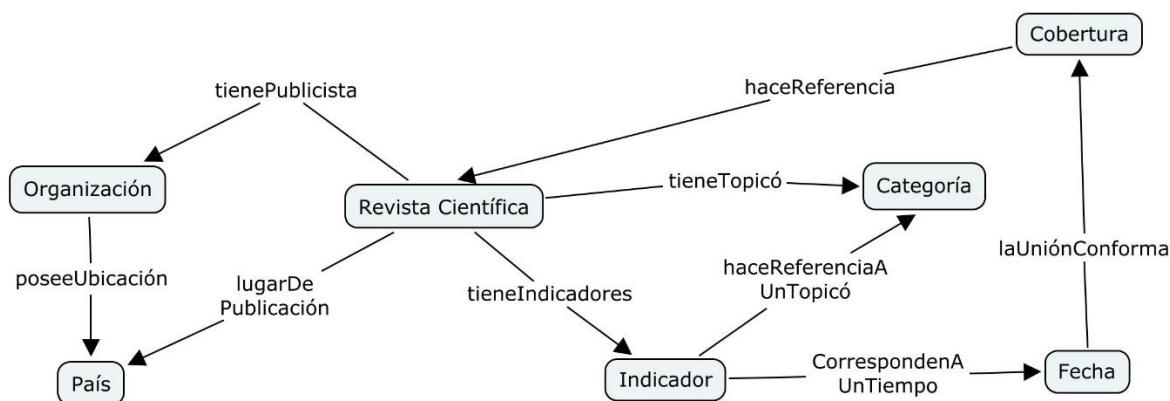 Cobertura
tienePublicista
haceReferencia
Organización
Revista Científica
tieneTopicó
Categoría
poseeUbicación
lugarDe
Publicación
tieneIndicadores
haceReferenciaA
UnTopicó
laUniónConforma
País
Indicador
CorrespondenA
UnTiempo
Fecha